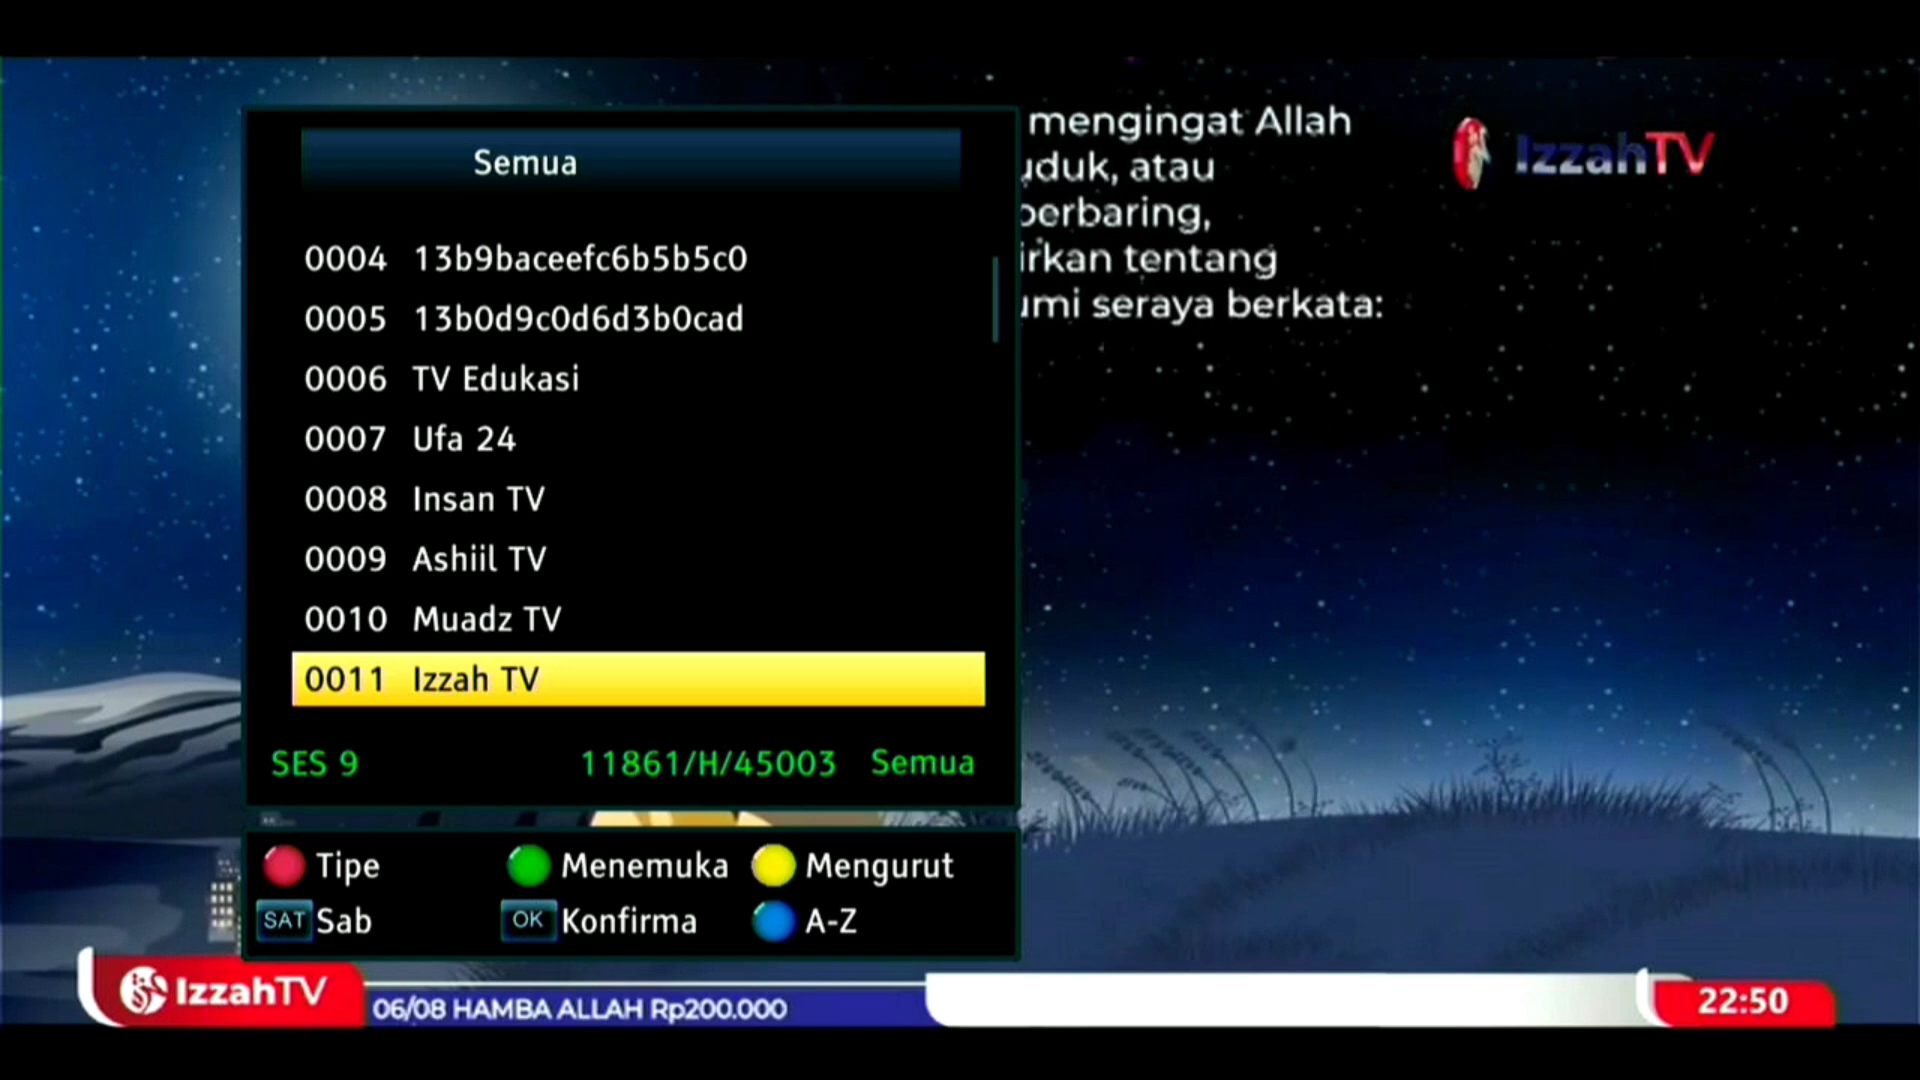 Semua
0004 13b9baceefc6b5b5c0
0005 13b0d9c0d6d3b0cad
0006 TV Edukasi
0007 Ufa 24
0008 Insan TV
0009 Ashiil TV
0010 Muadz TV
0011 Izzah TV
SES 9 11861/H/45003 Semua
Tipe Menemuka Mengurut
SAT Sab OK Konfirma A-Z
mengingat Allah
uduk, atau
berbaring,
irkan tentang
umi seraya berkata:
IzzahTV
IzzahTV
06/08 HAMBA ALLAH Rp200.000
22:50